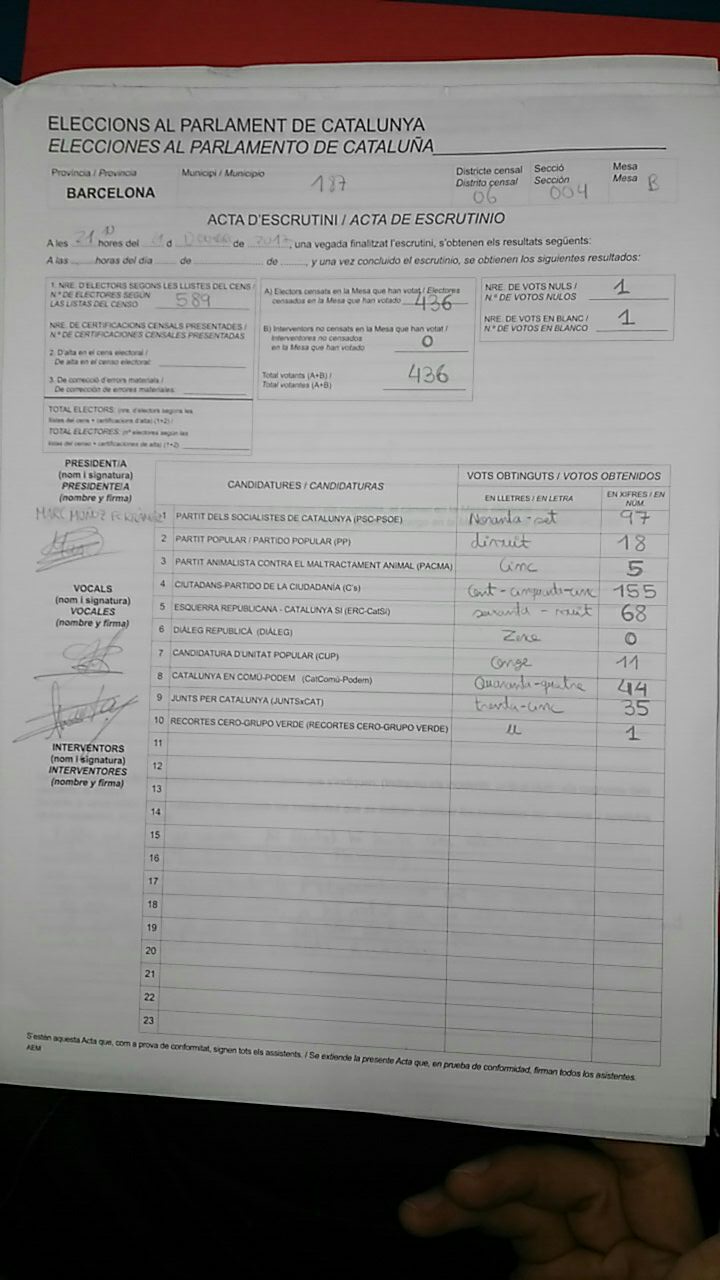 ELECCIONS AL PARLAMENT DE CATALUNYA
ELECCIONES AL PARLAMENTO DE CATALUÑA
Província / Provincia
BARCELONA
Municipi / Municipio
187
Districte censal
Distrito censal
06
Secció
Sección
004
Mesa
Mesa
B
ACTA D'ESCRUTINI / ACTA DE ESCRUTINIO
A les 21 hores del d de 2017, una vegada finalitzat l'escrutini, s'obtenen els resultats següents:
A las horas del día de de , y una vez concluido el escrutinio, se obtienen los siguientes resultados:
1. NRE. D'ELECTORS SEGONS LES LLISTES DEL CENS /
N.º DE ELECTORES SEGÚN
LAS LISTAS DEL CENSO
589
NRE. DE CERTIFICACIONS CENSALS PRESENTADES /
N.º DE CERTIFICACIONES CENSALES PRESENTADAS
2. D'alta en el cens electoral /
De alta en el censo electoral:
3. De correcció d'errors materials /
De corrección de errores materiales:
TOTAL ELECTORS: (nre. d'electors segons les
llistes del cens + certificacions d'alta) (1+2) /
TOTAL ELECTORES: (nº electores según las
listas del censo + certificaciones de alta) (1+2)
A) Electors censats en la Mesa que han votat / Electores
censados en la Mesa que han votado 436
B) Interventors no censats en la Mesa que han votat /
Interventores no censados
en la Mesa que han votado
0
Total votants (A+B) /
Total votantes (A+B)
436
NRE. DE VOTS NULS /
N.º DE VOTOS NULOS
1
NRE. DE VOTS EN BLANC /
N.º DE VOTOS EN BLANCO
1
PRESIDENT/A
(nom i signatura)
PRESIDENTE/A
(nombre y firma)
MARC MUÑOZ
VOCALS
(nom i signatura)
VOCALES
(nombre y firma)
INTERVENTORS
(nom i signatura)
INTERVENTORES
(nombre y firma)
CANDIDATURES / CANDIDATURAS
VOTS OBTINGUTS / VOTOS OBTENIDOS
EN LLETRES / EN LETRA
EN XIFRES / EN NÚM.
1 PARTIT DELS SOCIALISTES DE CATALUNYA (PSC-PSOE) Noranta-set 97
2 PARTIT POPULAR / PARTIDO POPULAR (PP) divuit 18
3 PARTIT ANIMALISTA CONTRA EL MALTRACTAMENT ANIMAL (PACMA) Cinc 5
4 CIUTADANS-PARTIDO DE LA CIUDADANÍA (C's) Cent-cinquanta-cinc 155
5 ESQUERRA REPUBLICANA - CATALUNYA SÍ (ERC-CatSí) seixanta-vuit 68
6 DIÀLEG REPUBLICÀ (DIÀLEG) Zero 0
7 CANDIDATURA D'UNITAT POPULAR (CUP) Onze 11
8 CATALUNYA EN COMÚ-PODEM (CatComú-Podem) Quaranta-quatre 44
9 JUNTS PER CATALUNYA (JUNTSxCAT) trenta-cinc 35
10 RECORTES CERO-GRUPO VERDE (RECORTES CERO-GRUPO VERDE) u 1
11
12
13
14
15
16
17
18
19
20
21
22
23
S'estén aquesta Acta que, com a prova de conformitat, signen tots els assistents. / Se extiende la presente Acta que, en prueba de conformidad, firman todos los asistentes.
AEM